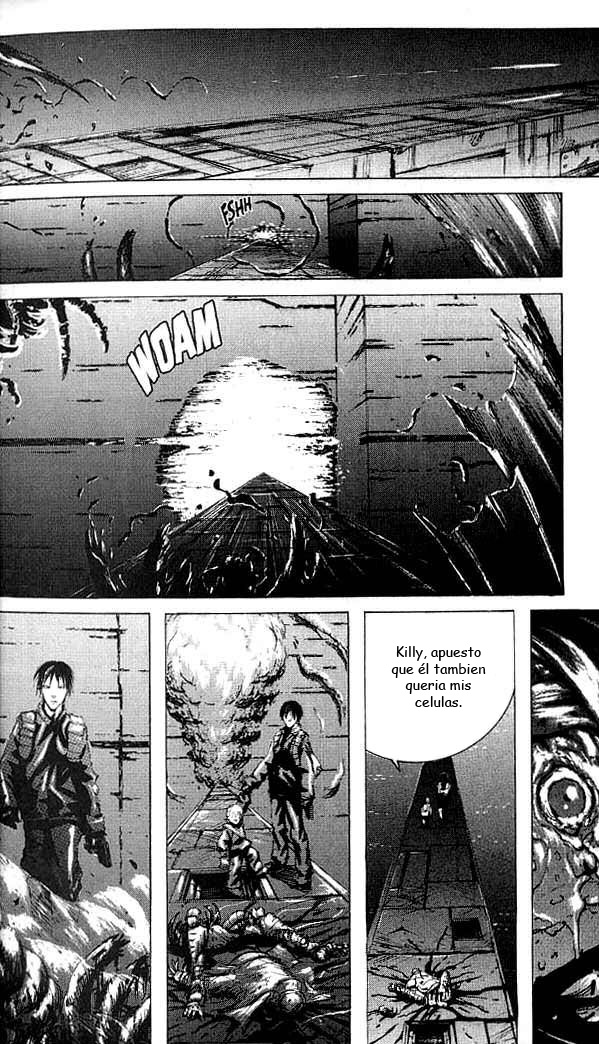 FSHH
WOAM
Killy, apuesto
que él tambien
queria mis
celulas.